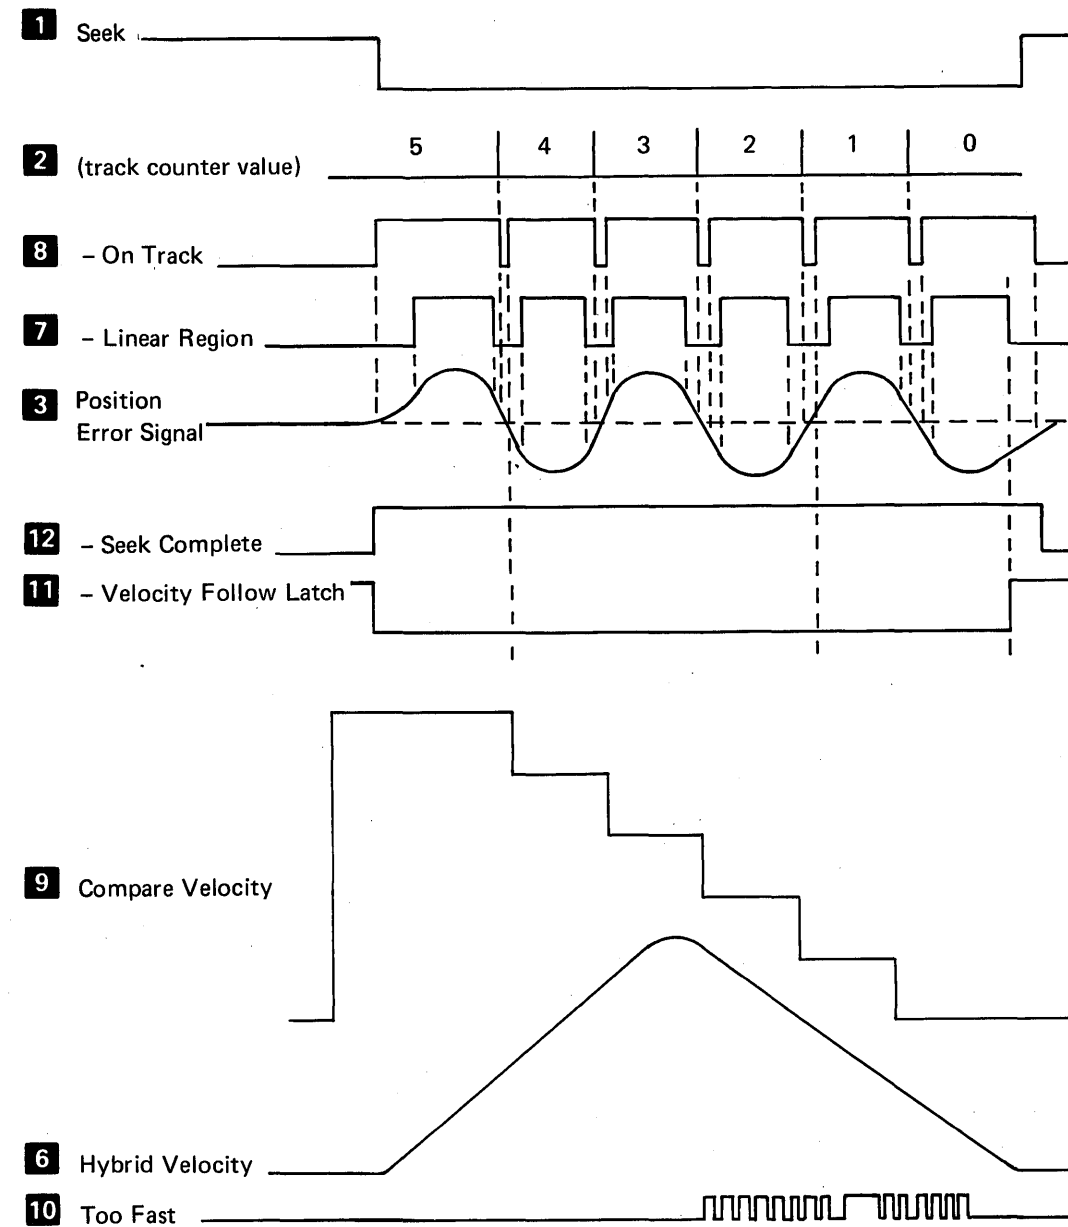 1 Seek
5 4 3 2 1 0
2 (track counter value)
8 – On Track
7 – Linear Region
3 Position
Error Signal
12 – Seek Complete
11 – Velocity Follow Latch
9 Compare Velocity
6 Hybrid Velocity
10 Too Fast